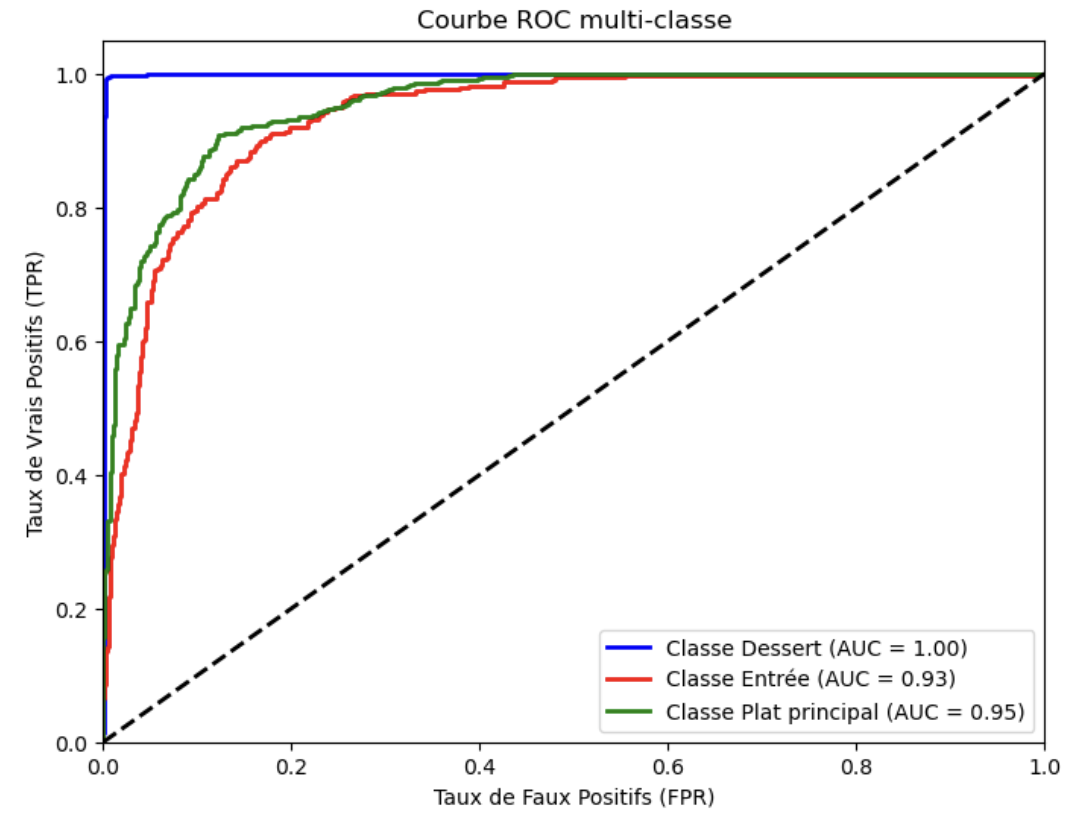 Courbe ROC multi-classe
Taux de Vrais Positifs (TPR)
1.0
0.8
0.6
0.4
0.2
0.0
0.0 0.2 0.4 0.6 0.8 1.0
Taux de Faux Positifs (FPR)
Classe Dessert (AUC = 1.00)
Classe Entrée (AUC = 0.93)
Classe Plat principal (AUC = 0.95)